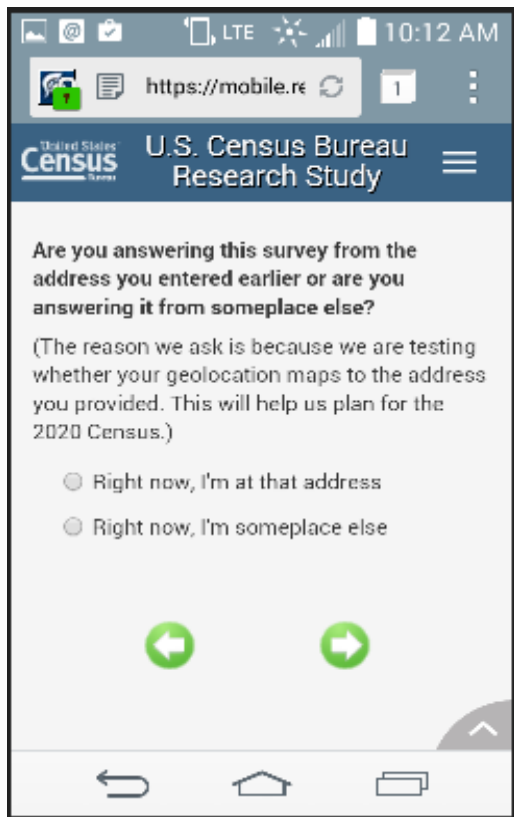 LTE 10:12 AM
https://mobile.re 1
United States
Census
Bureau
U.S. Census Bureau
Research Study
Are you answering this survey from the
address you entered earlier or are you
answering it from someplace else?
(The reason we ask is because we are testing
whether your geolocation maps to the address
you provided. This will help us plan for the
2020 Census.)
Right now, I'm at that address
Right now, I'm someplace else